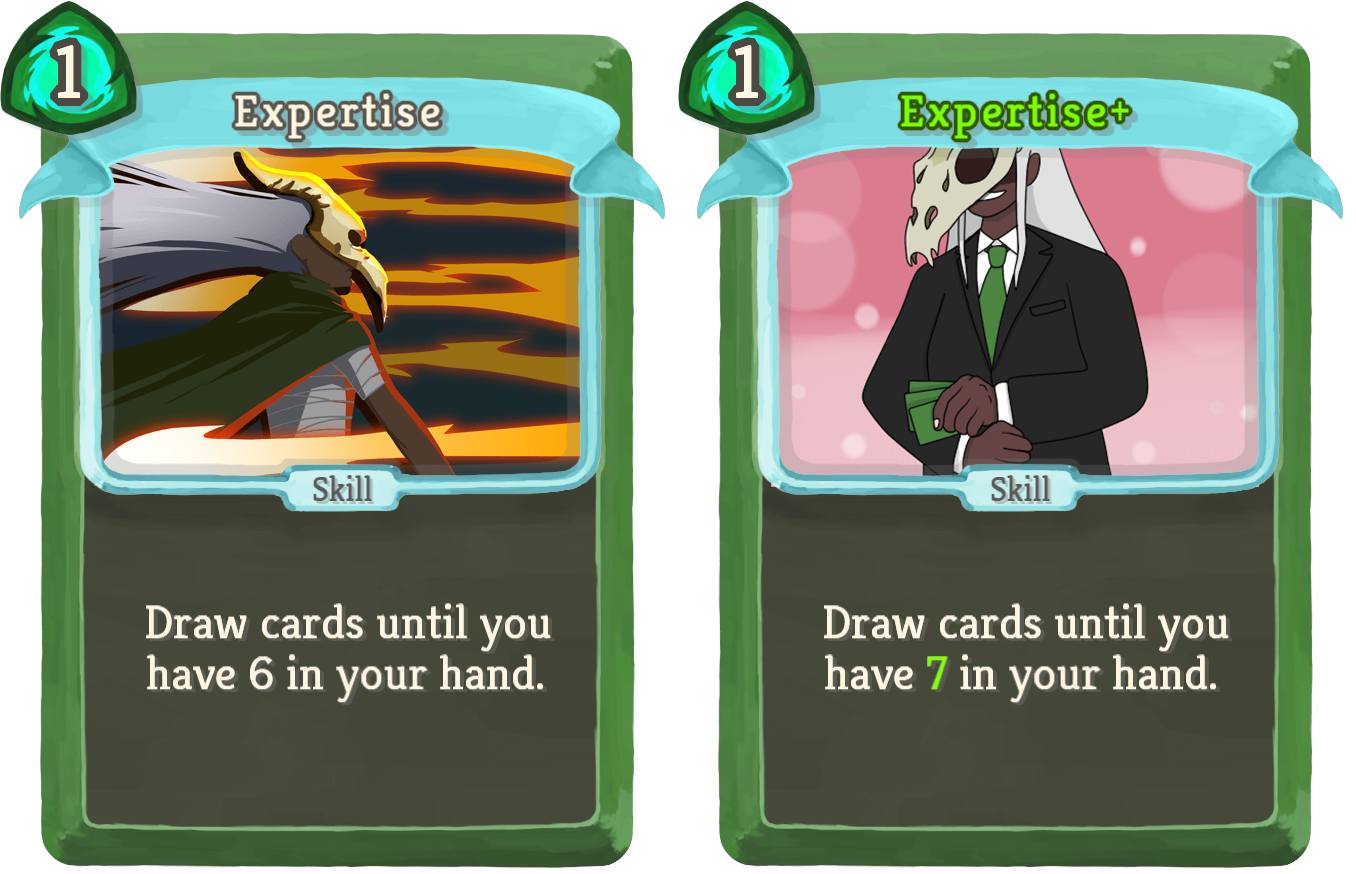 1
Expertise
Skill
Draw cards until you
have 6 in your hand.
1
Expertise+
Skill
Draw cards until you
have 7 in your hand.